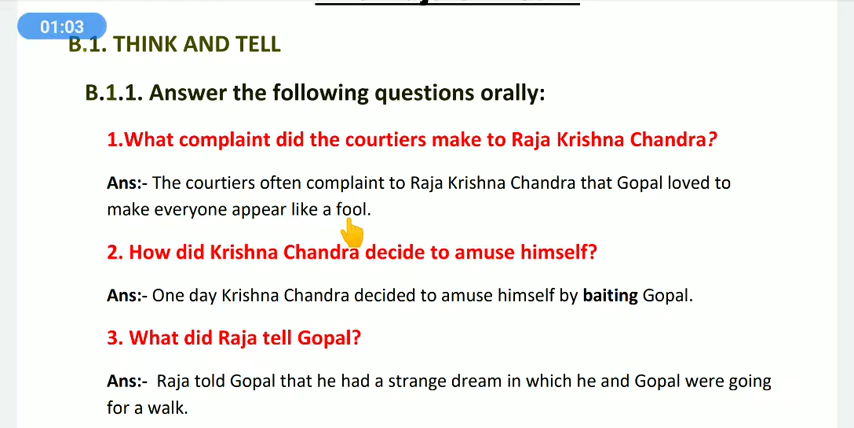 01:03
B.1. THINK AND TELL
B.1.1. Answer the following questions orally:
1.What complaint did the courtiers make to Raja Krishna Chandra?
Ans:- The courtiers often complaint to Raja Krishna Chandra that Gopal loved to
make everyone appear like a fool.
2. How did Krishna Chandra decide to amuse himself?
Ans:- One day Krishna Chandra decided to amuse himself by baiting Gopal.
3. What did Raja tell Gopal?
Ans:- Raja told Gopal that he had a strange dream in which he and Gopal were going
for a walk.